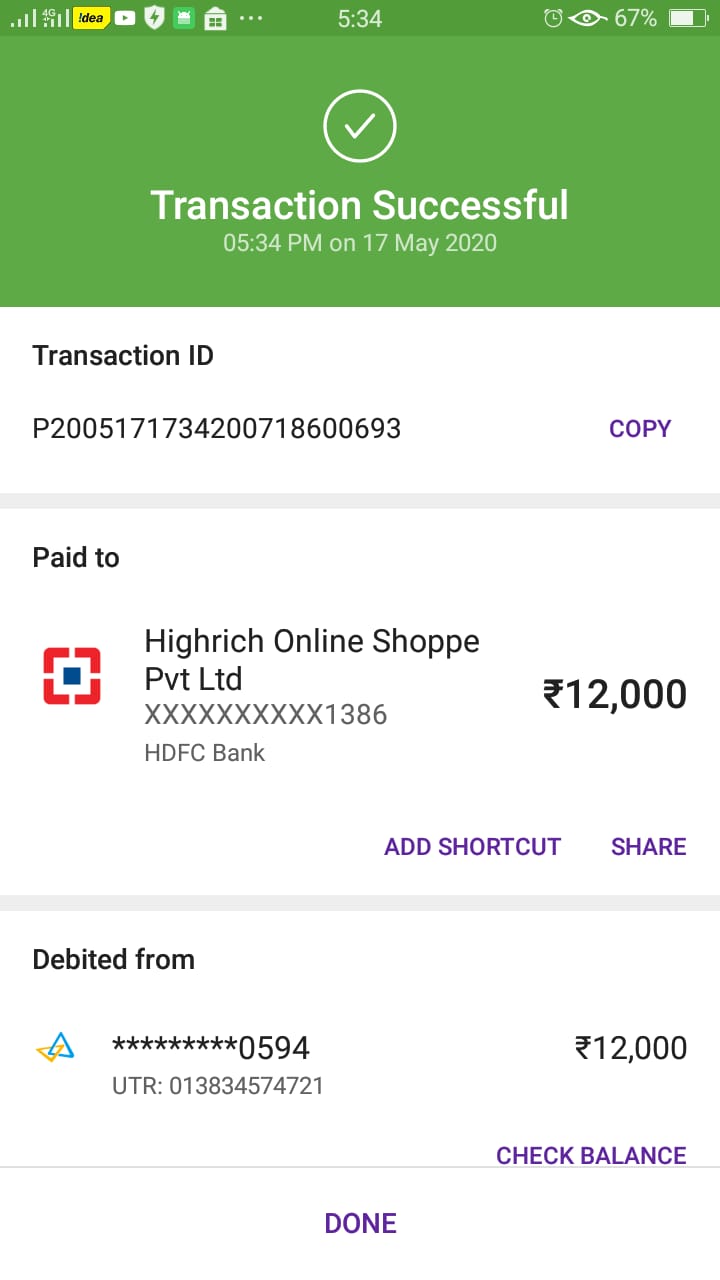 4G !dea 5:34 67%
Transaction Successful
05:34 PM on 17 May 2020
Transaction ID
P2005171734200718600693 COPY
Paid to
Highrich Online Shoppe
Pvt Ltd
₹12,000
XXXXXXXXXX1386
HDFC Bank
ADD SHORTCUT SHARE
Debited from
*********0594 ₹12,000
UTR: 013834574721
CHECK BALANCE
DONE